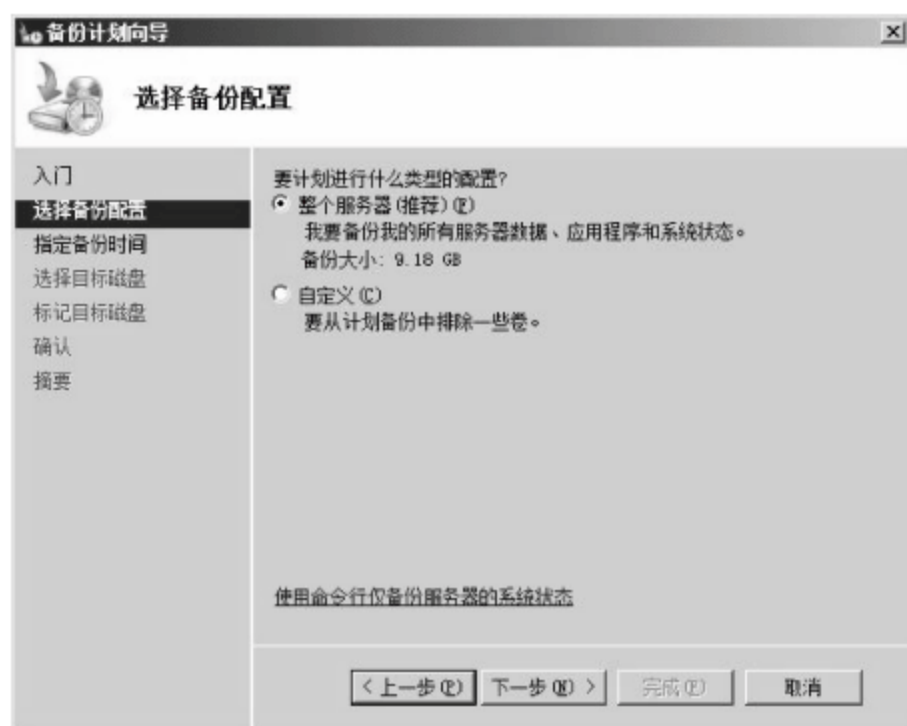 备份计划向导
选择备份配置
入门
选择备份配置
指定备份时间
选择目标磁盘
标记目标磁盘
确认
摘要
要计划进行什么类型的配置?
整个服务器(推荐)(F)
我要备份我的所有服务器数据、应用程序和系统状态。
备份大小: 9.18 GB
自定义(C)
要从计划备份中排除一些卷。
使用命令行仅备份服务器的系统状态
< 上一步(P)
下一步(N) >
完成(F)
取消